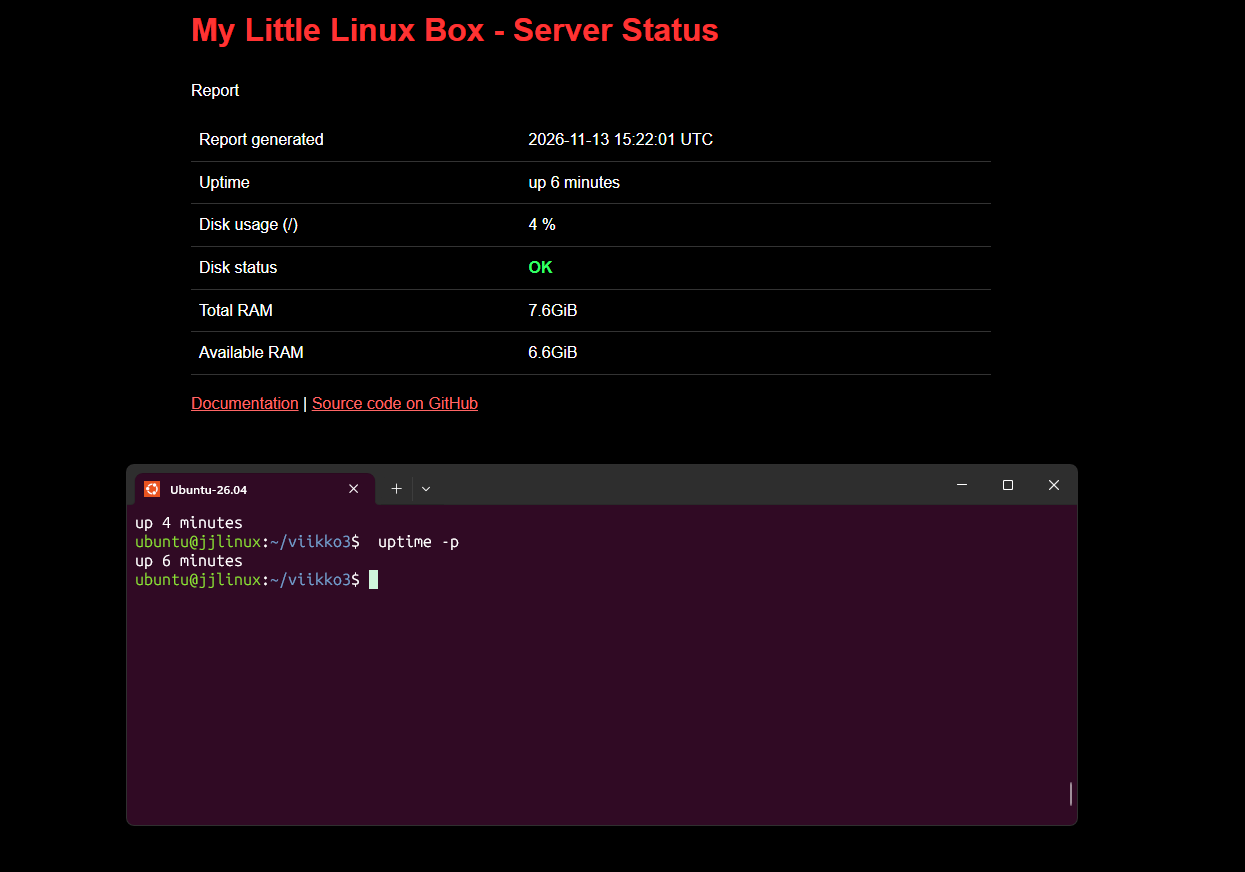 My Little Linux Box - Server Status
Report
Report generated 2026-11-13 15:22:01 UTC
Uptime up 6 minutes
Disk usage (/) 4 %
Disk status OK
Total RAM 7.6GiB
Available RAM 6.6GiB
Documentation | Source code on GitHub
Ubuntu-26.04
up 4 minutes
ubuntu@jjlinux:~/viikko3$  uptime -p
up 6 minutes
ubuntu@jjlinux:~/viikko3$